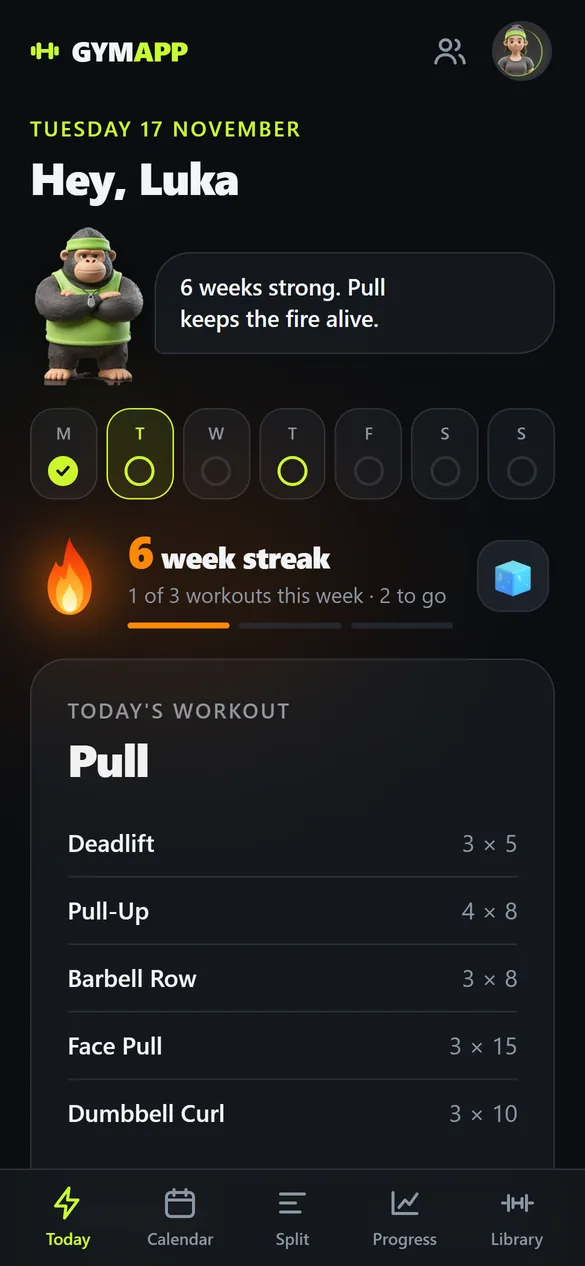 GYMAPP
TUESDAY 17 NOVEMBER
Hey, Luka
6 weeks strong. Pull
keeps the fire alive.
M T W T F S S
6 week streak
1 of 3 workouts this week · 2 to go
TODAY'S WORKOUT
Pull
Deadlift 3 × 5
Pull-Up 4 × 8
Barbell Row 3 × 8
Face Pull 3 × 15
Dumbbell Curl 3 × 10
Today Calendar Split Progress Library